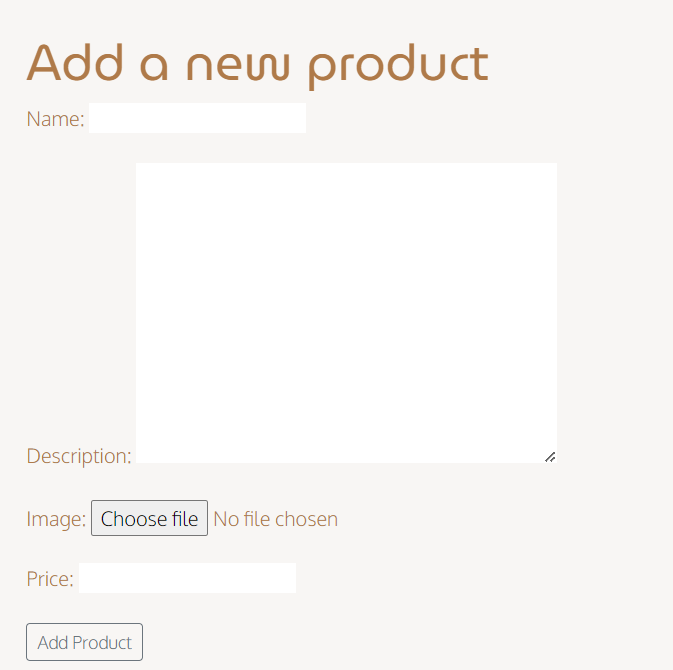 Add a new product
Name:
Description:
Image: Choose file No file chosen
Price:
Add Product